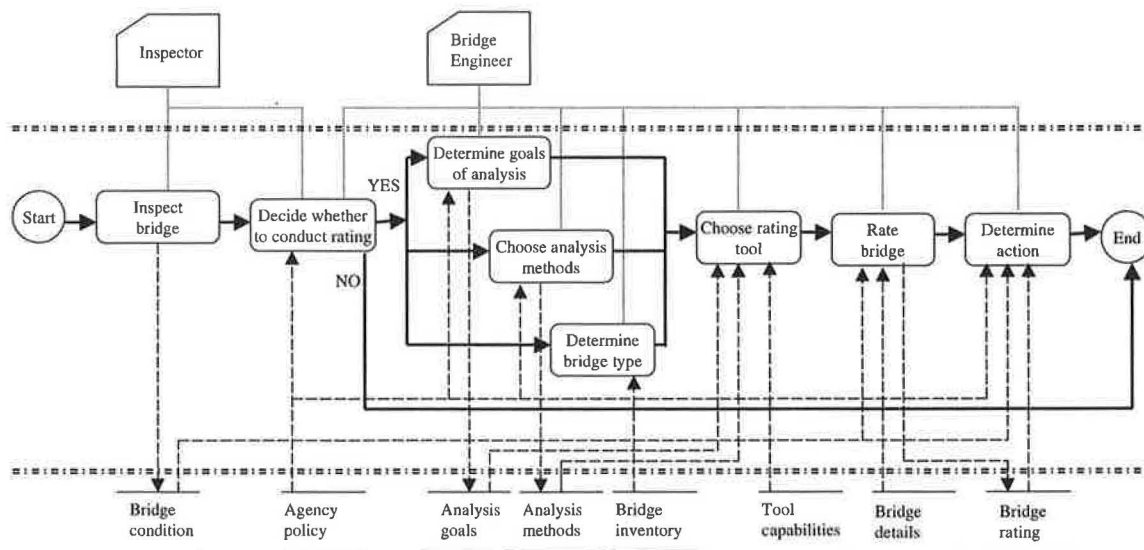 Inspector
Bridge
Engineer
Determine goals
of analysis
YES
Start
Inspect
bridge
Decide whether
to conduct rating
Choose analysis
methods
Choose rating
tool
Rate
bridge
Determine
action
End
NO
Determine
bridge type
Bridge
condition
Agency
policy
Analysis
goals
Analysis
methods
Bridge
inventory
Tool
capabilities
Bridge
details
Bridge
rating